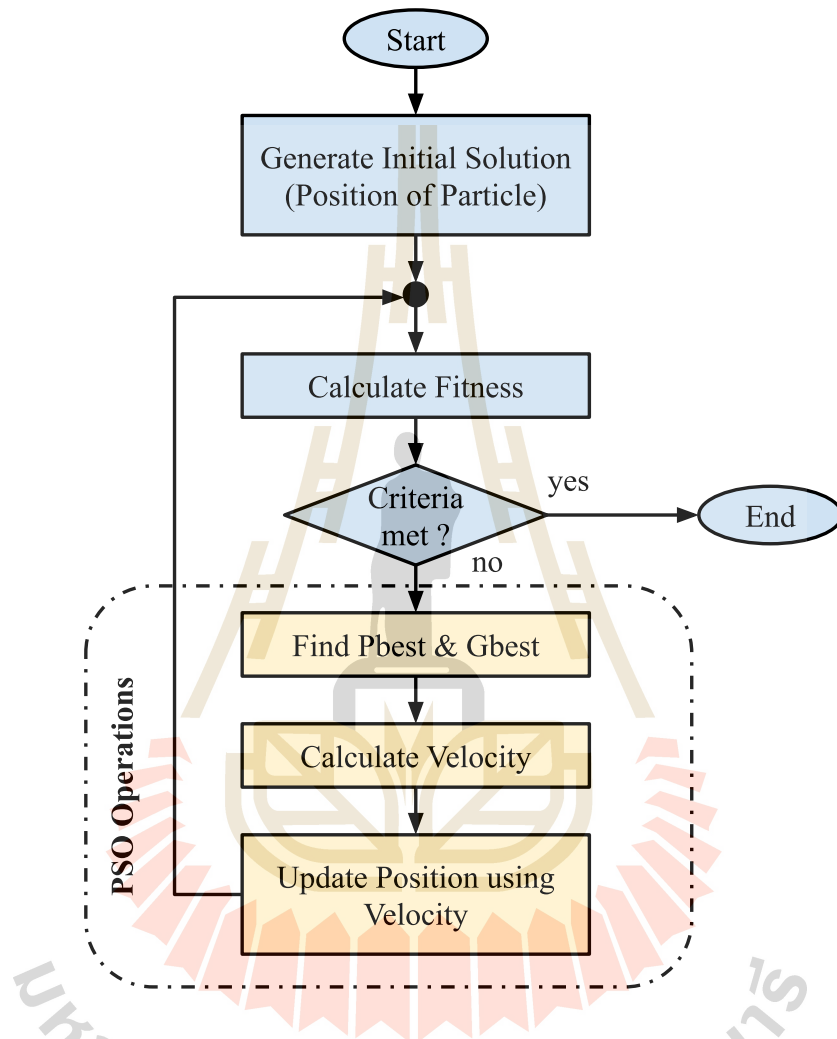 Start
Generate Initial Solution
(Position of Particle)
Calculate Fitness
Criteria
met ?
yes
End
no
PSO Operations
Find Pbest & Gbest
Calculate Velocity
Update Position using
Velocity